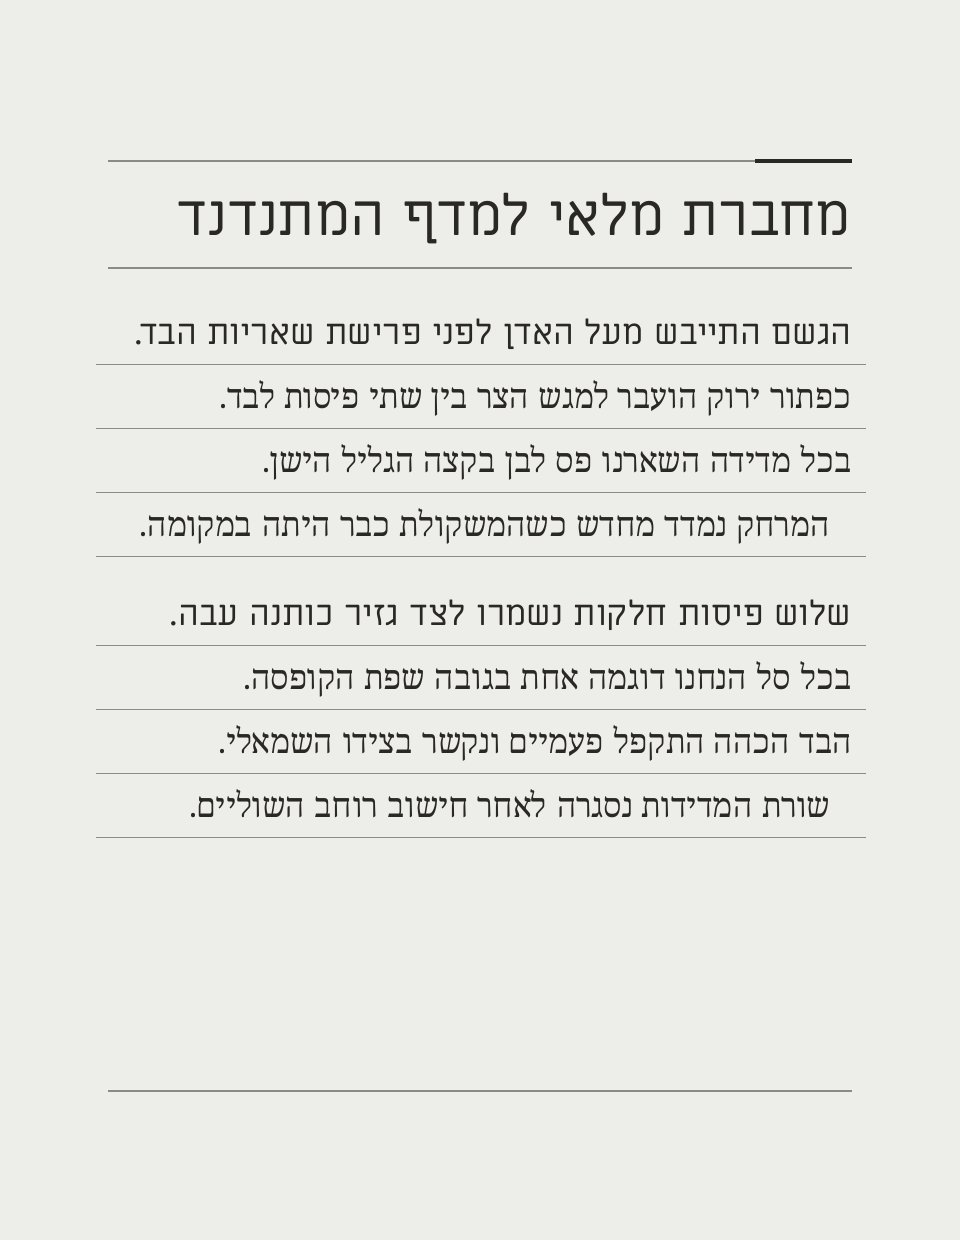 מחברת מלאי למדף המתנדנד
הגשם התייבש מעל האדן לפני פרישת שאריות הבד.
כפתור ירוק הועבר למגש הצר בין שתי פיסות לבד.
בכל מדידה השארנו פס לבן בקצה הגליל הישן.
המרחק נמדד מחדש כשהמשקולת כבר היתה במקומה.
שלוש פיסות חלקות נשמרו לצד גזיר כותנה עבה.
בכל סל הנחנו דוגמה אחת בגובה שפת הקופסה.
הבד הכהה התקפל פעמיים ונקשר בצידו השמאלי.
שורת המדידות נסגרה לאחר חישוב רוחב השוליים.